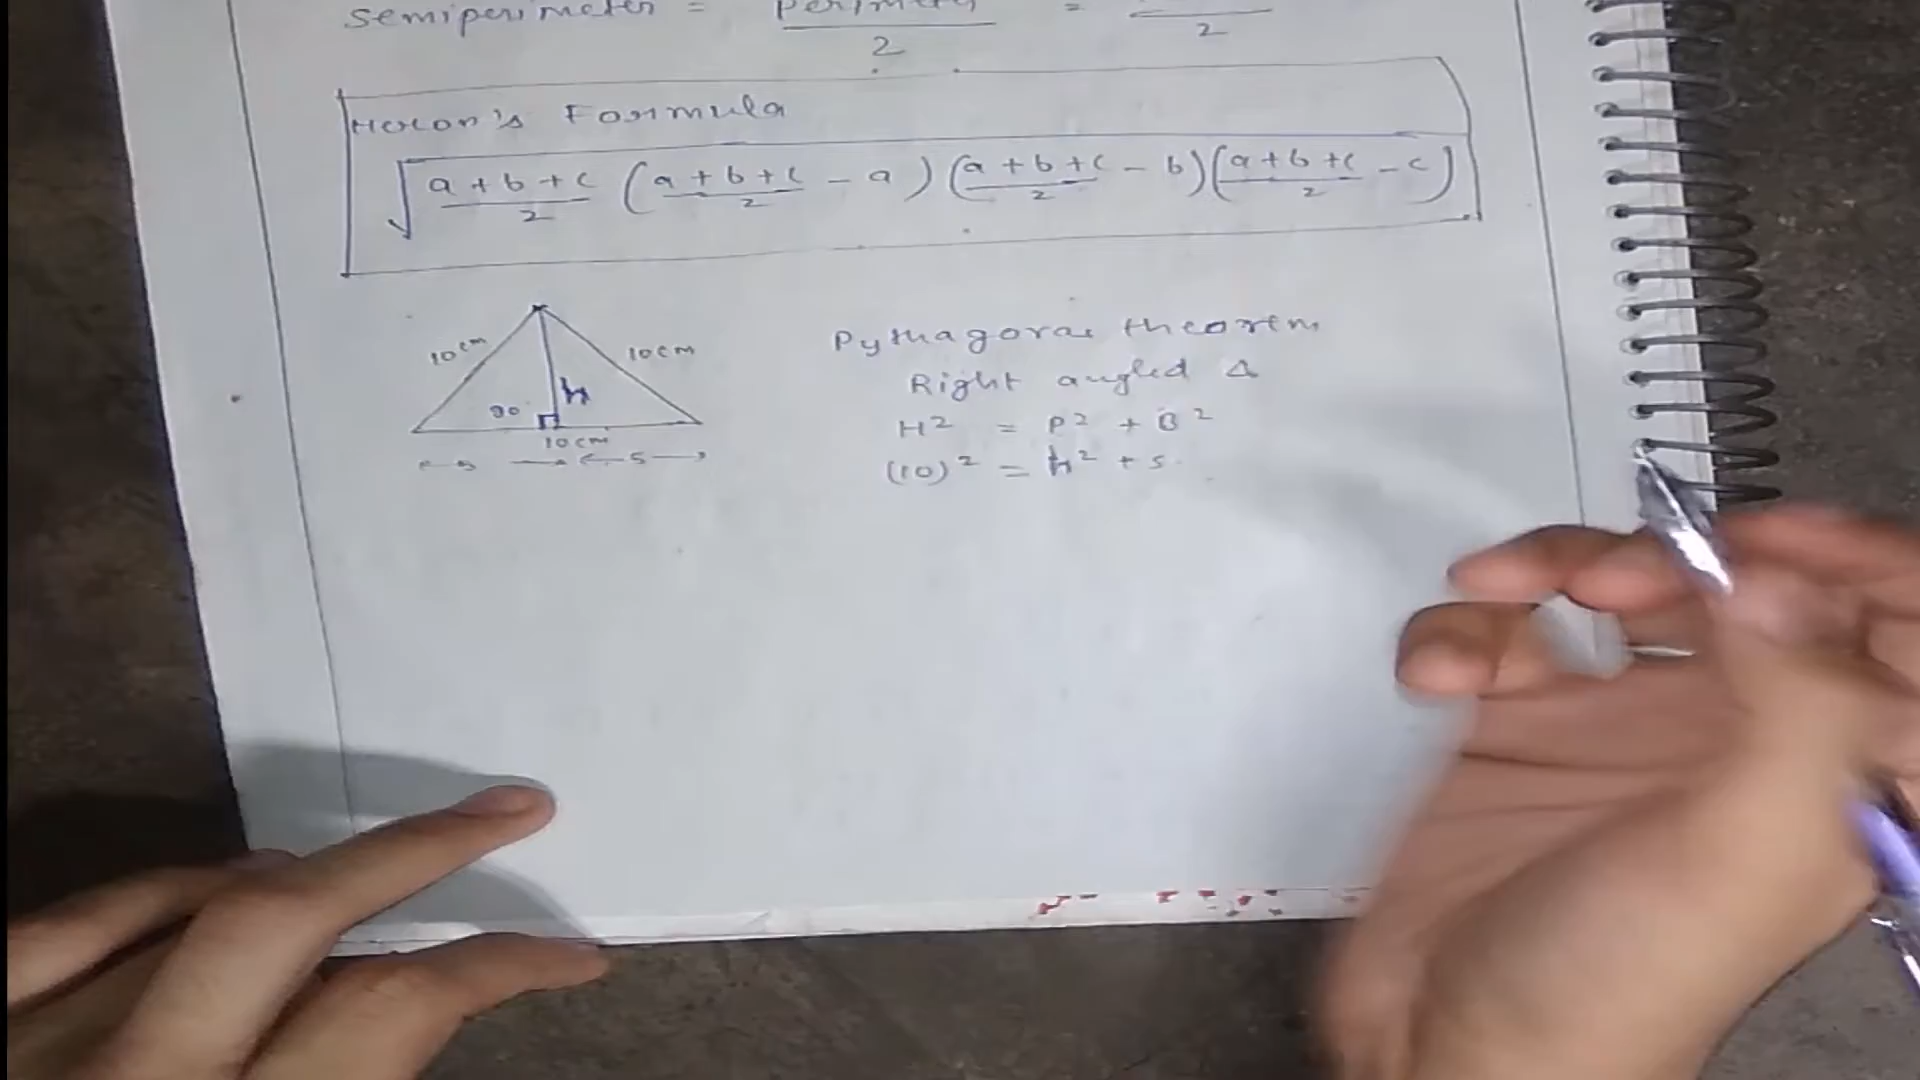 semiperimeter = perimeter/2 = /2
Heron's Formula
√ a+b+c/2 (a+b+c/2 - a) (a+b+c/2 - b) (a+b+c/2 - c)
10cm
10cm
h
90°
10cm
5
5
Pythagoras theorem
Right angled Δ
H² = P² + B²
(10)² = h² + 5